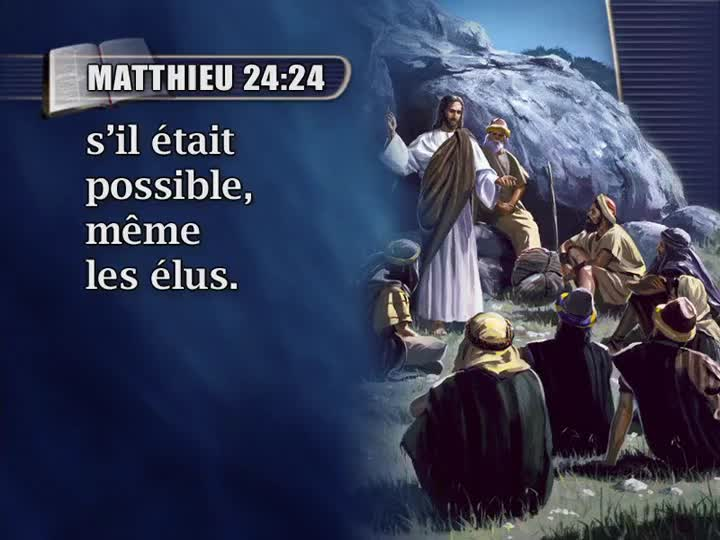 MATTHIEU 24:24
s’il était
possible,
même
les élus.